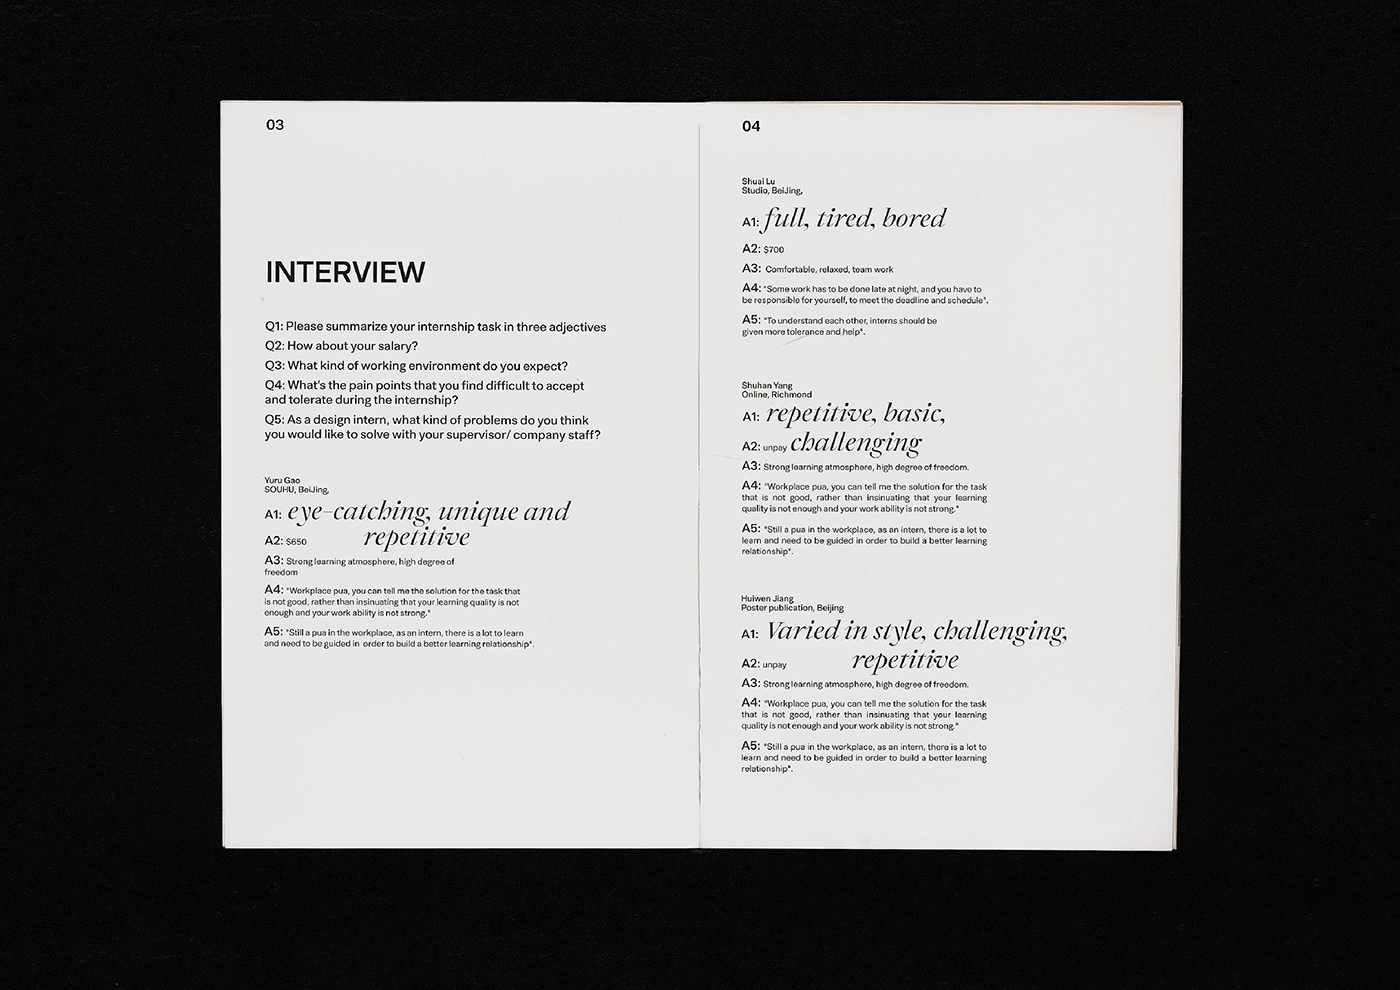 03
INTERVIEW
Q1: Please summarize your internship task in three adjectives
Q2: How about your salary?
Q3: What kind of working environment do you expect?
Q4: What's the pain points that you find difficult to accept
and tolerate during the internship?
Q5: As a design intern, what kind of problems do you think
you would like to solve with your supervisor/ company staff?
Yuru Gao
SOUHU, BeiJing,
A1: eye-catching, unique and
repetitive
A2: $650
A3: Strong learning atmosphere, high degree of
freedom
A4: "Workplace pua, you can tell me the solution for the task that
is not good, rather than insinuating that your learning quality is not
enough and your work ability is not strong."
A5: "Still a pua in the workplace, as an intern, there is a lot to learn
and need to be guided in order to build a better learning relationship".
04
Shuai Lu
Studio, BeiJing,
A1: full, tired, bored
A2: $700
A3: Comfortable, relaxed, team work
A4: "Some work has to be done late at night, and you have to
be responsible for yourself, to meet the deadline and schedule".
A5: "To understand each other, interns should be
given more tolerance and help".
Shuhan Yang
Online, Richmond
A1: repetitive, basic,
challenging
A2: unpay
A3: Strong learning atmosphere, high degree of freedom.
A4: "Workplace pua, you can tell me the solution for the task
that is not good, rather than insinuating that your learning
quality is not enough and your work ability is not strong."
A5: "Still a pua in the workplace, as an intern, there is a lot to
learn and need to be guided in order to build a better learning
relationship".
Huiwen Jiang
Poster publication, Beijing
A1: Varied in style, challenging,
repetitive
A2: unpay
A3: Strong learning atmosphere, high degree of freedom.
A4: "Workplace pua, you can tell me the solution for the task
that is not good, rather than insinuating that your learning
quality is not enough and your work ability is not strong."
A5: "Still a pua in the workplace, as an intern, there is a lot to
learn and need to be guided in order to build a better learning
relationship".